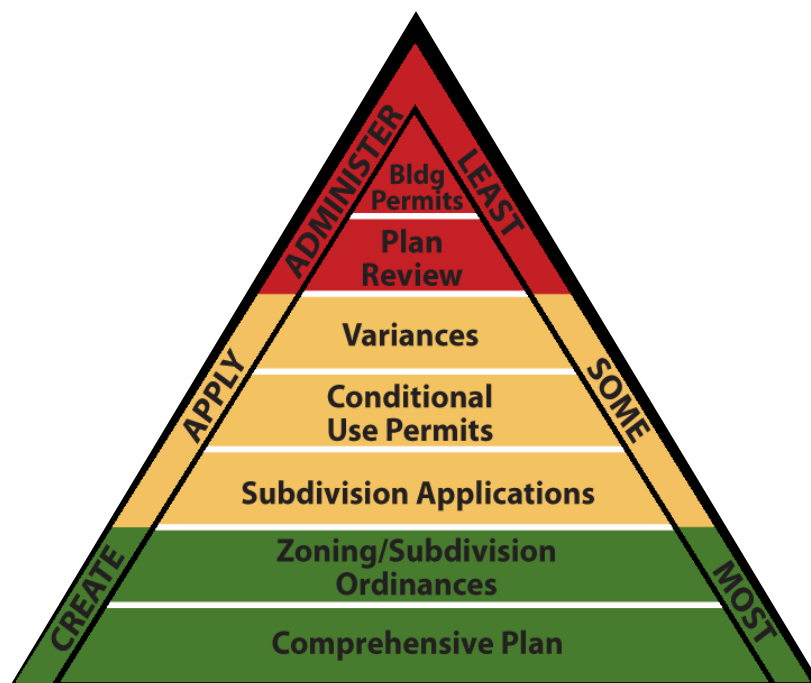 ADMINISTER
LEAST
Bldg
Permits
Plan
Review
APPLY
SOME
Variances
Conditional
Use Permits
Subdivision Applications
CREATE
MOST
Zoning/Subdivision
Ordinances
Comprehensive Plan